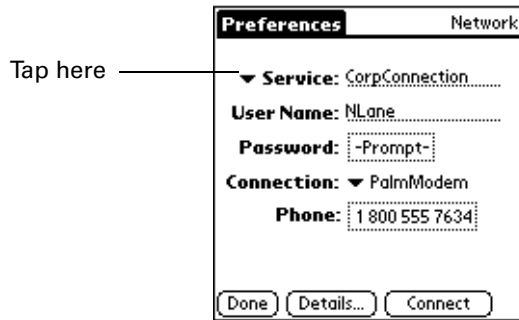 Preferences Network
Tap here
Service: CorpConnection
User Name: NLane
Password: -Prompt-
Connection: PalmModem
Phone: 1 800 555 7634
Done Details... Connect